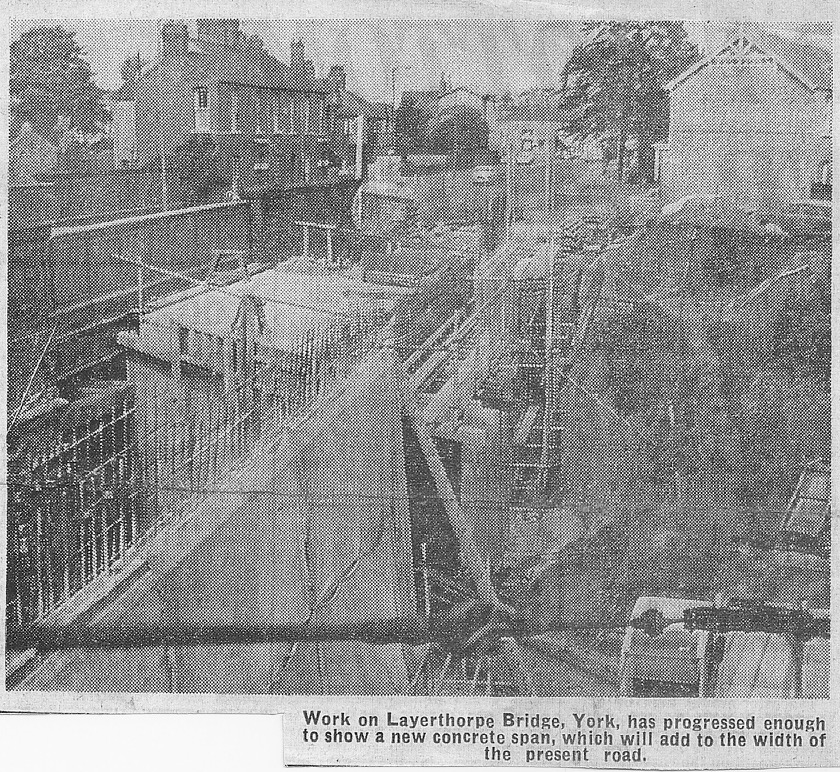 Work on Layerthorpe Bridge, York, has progressed enough
to show a new concrete span, which will add to the width of
the present road.